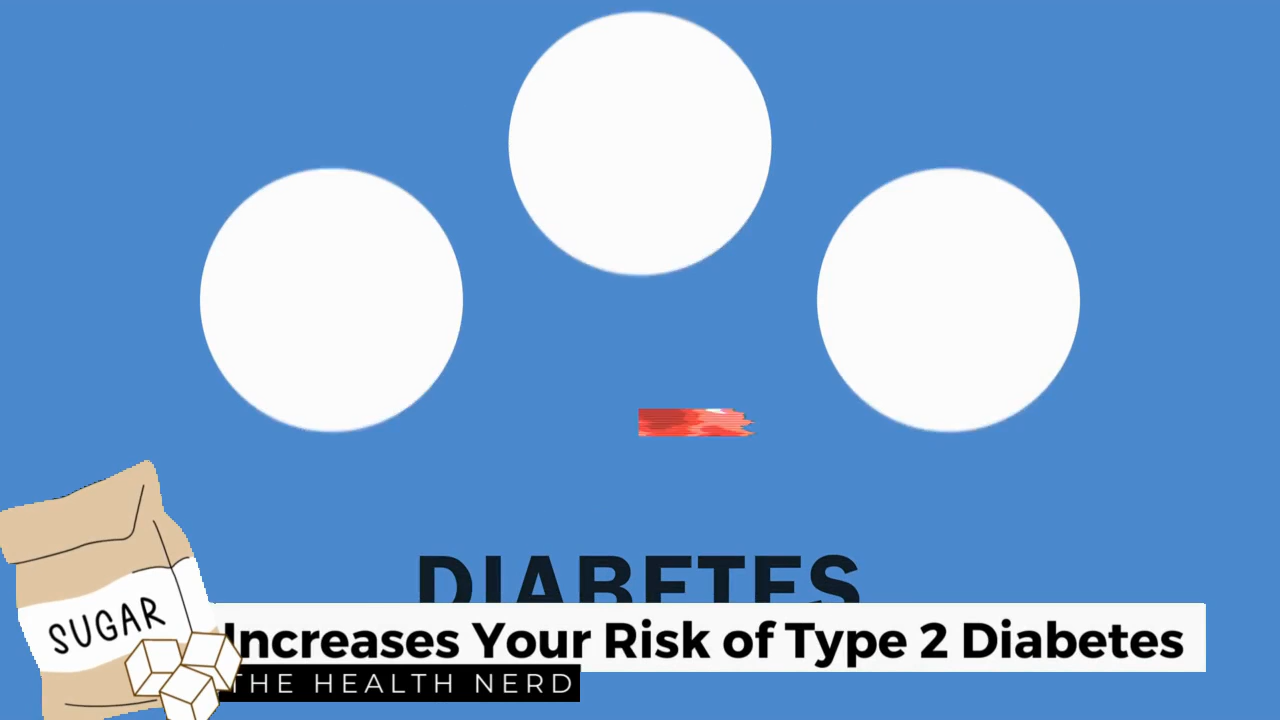 DIABETES
SUGAR
Increases Your Risk of Type 2 Diabetes
THE HEALTH NERD